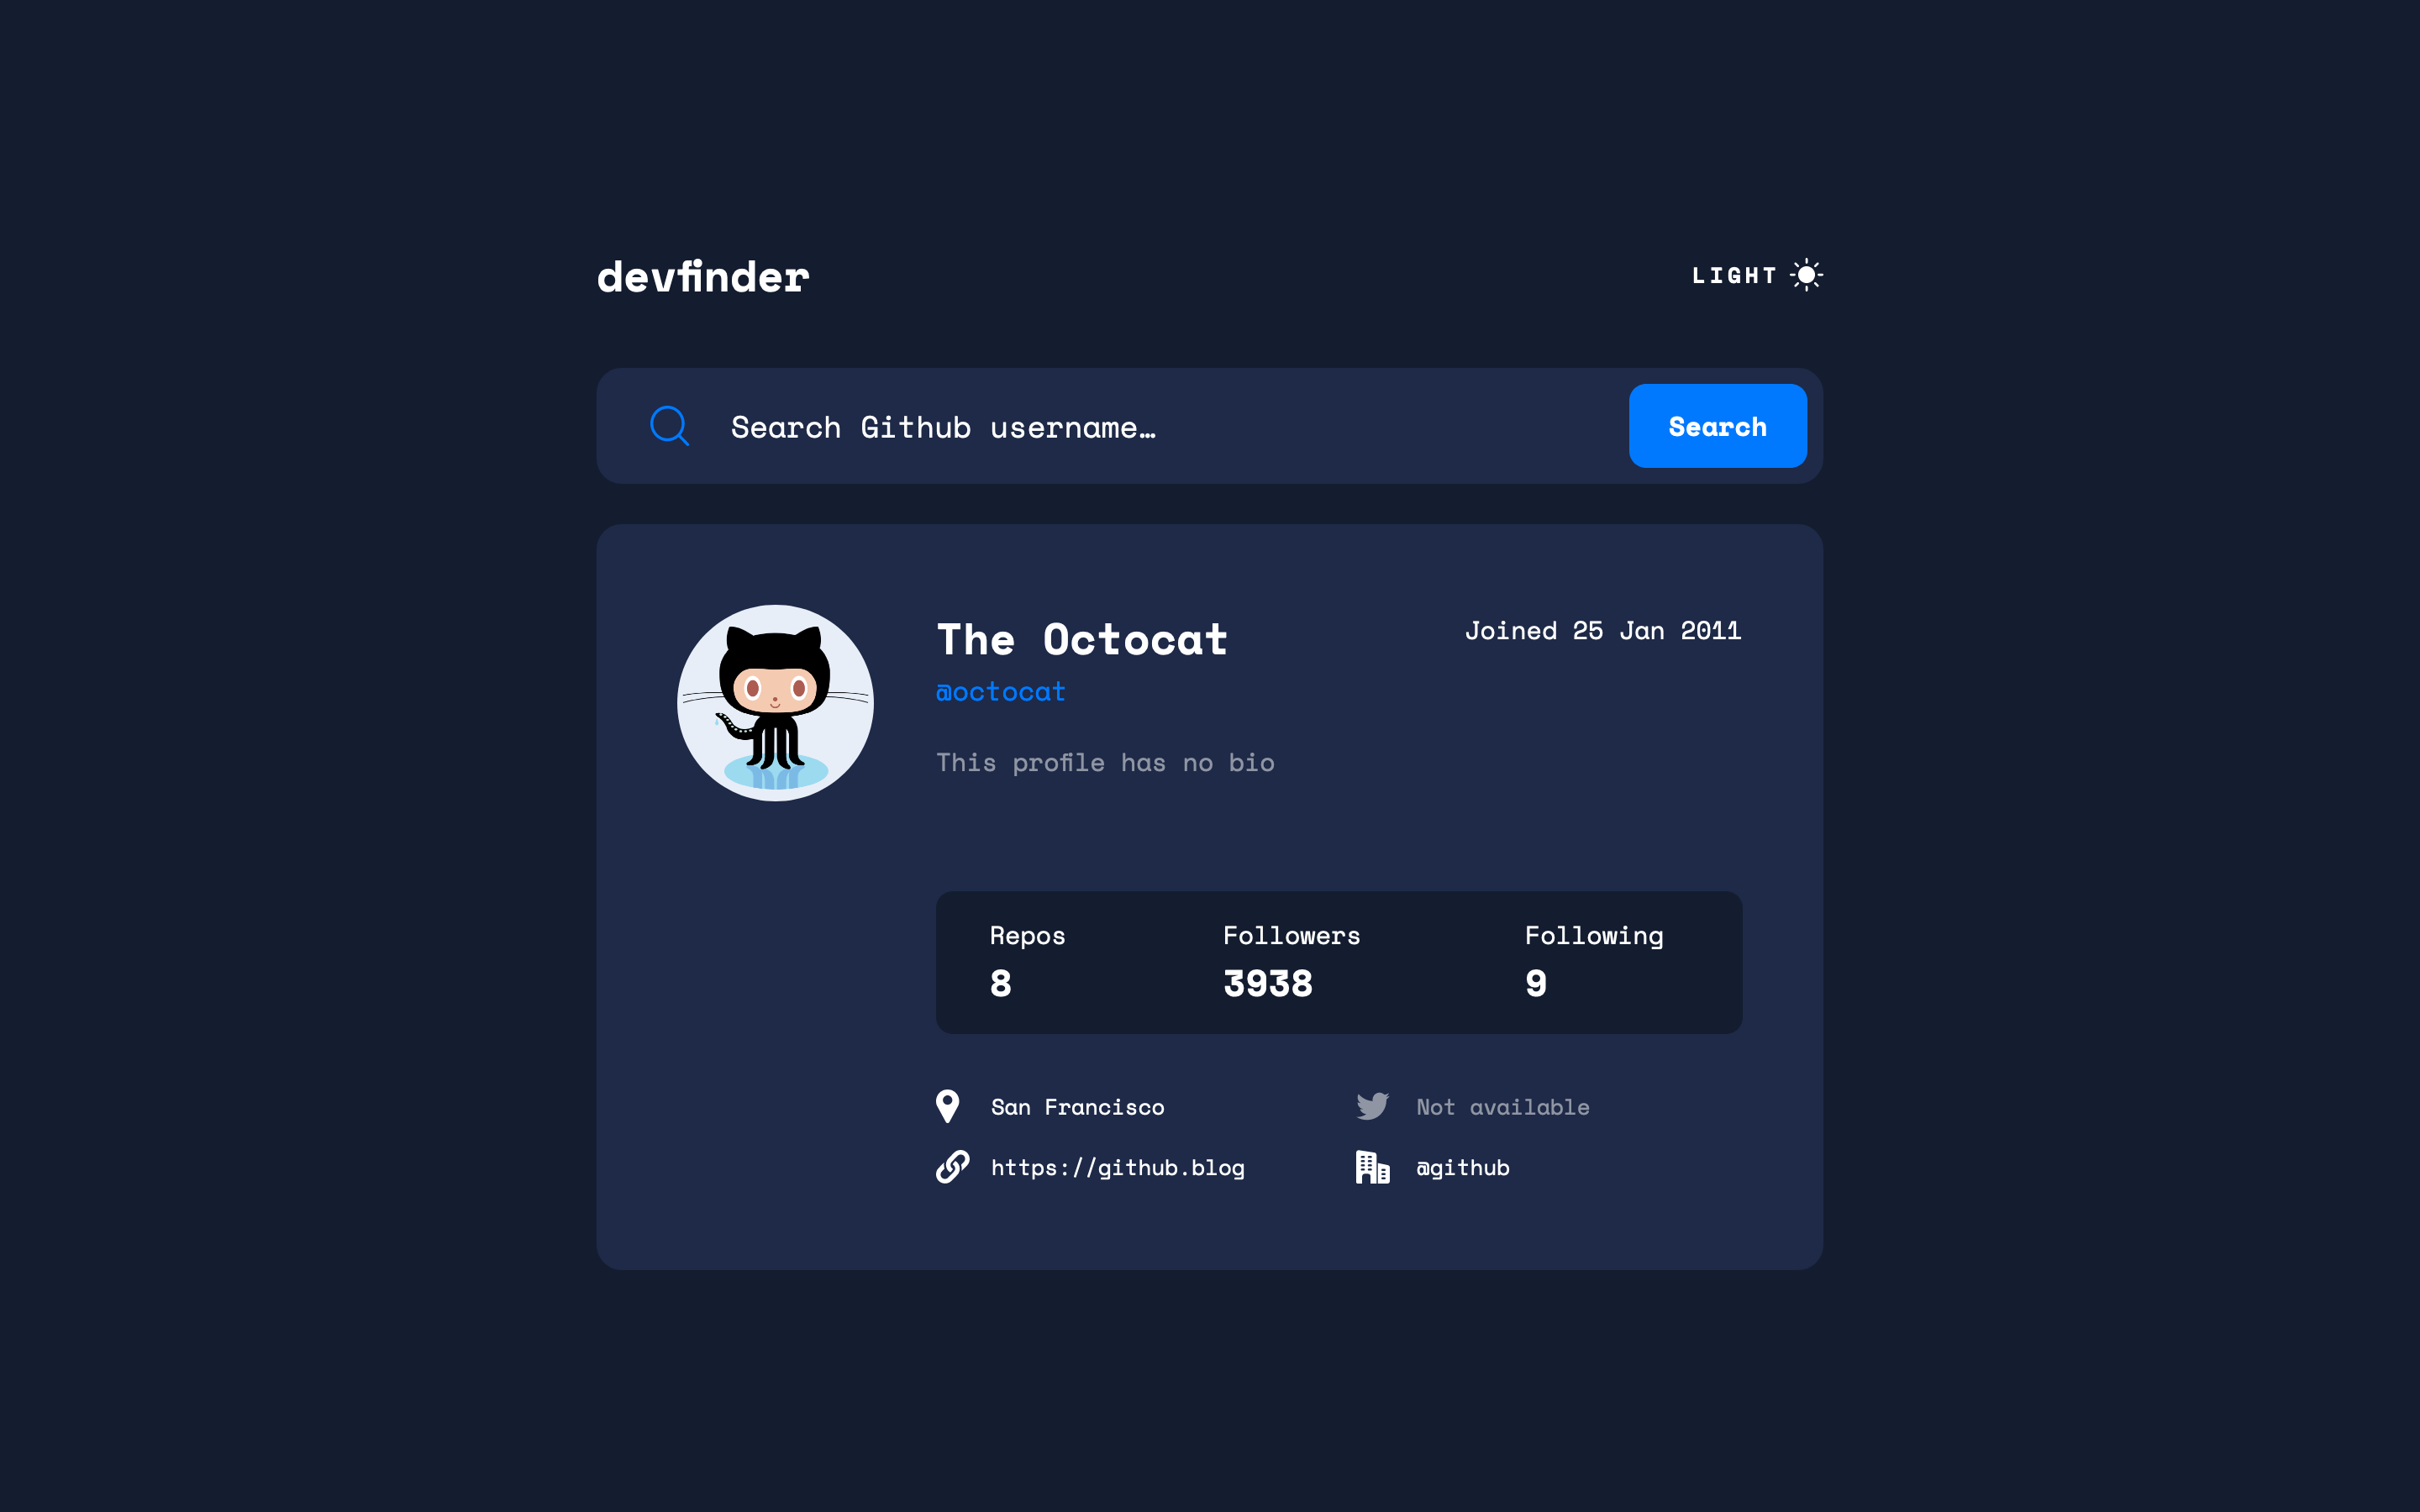 devfinder
LIGHT
Search Github username…
Search
The Octocat
Joined 25 Jan 2011
@octocat
This profile has no bio
Repos
Followers
Following
8
3938
9
San Francisco
Not available
https://github.blog
@github